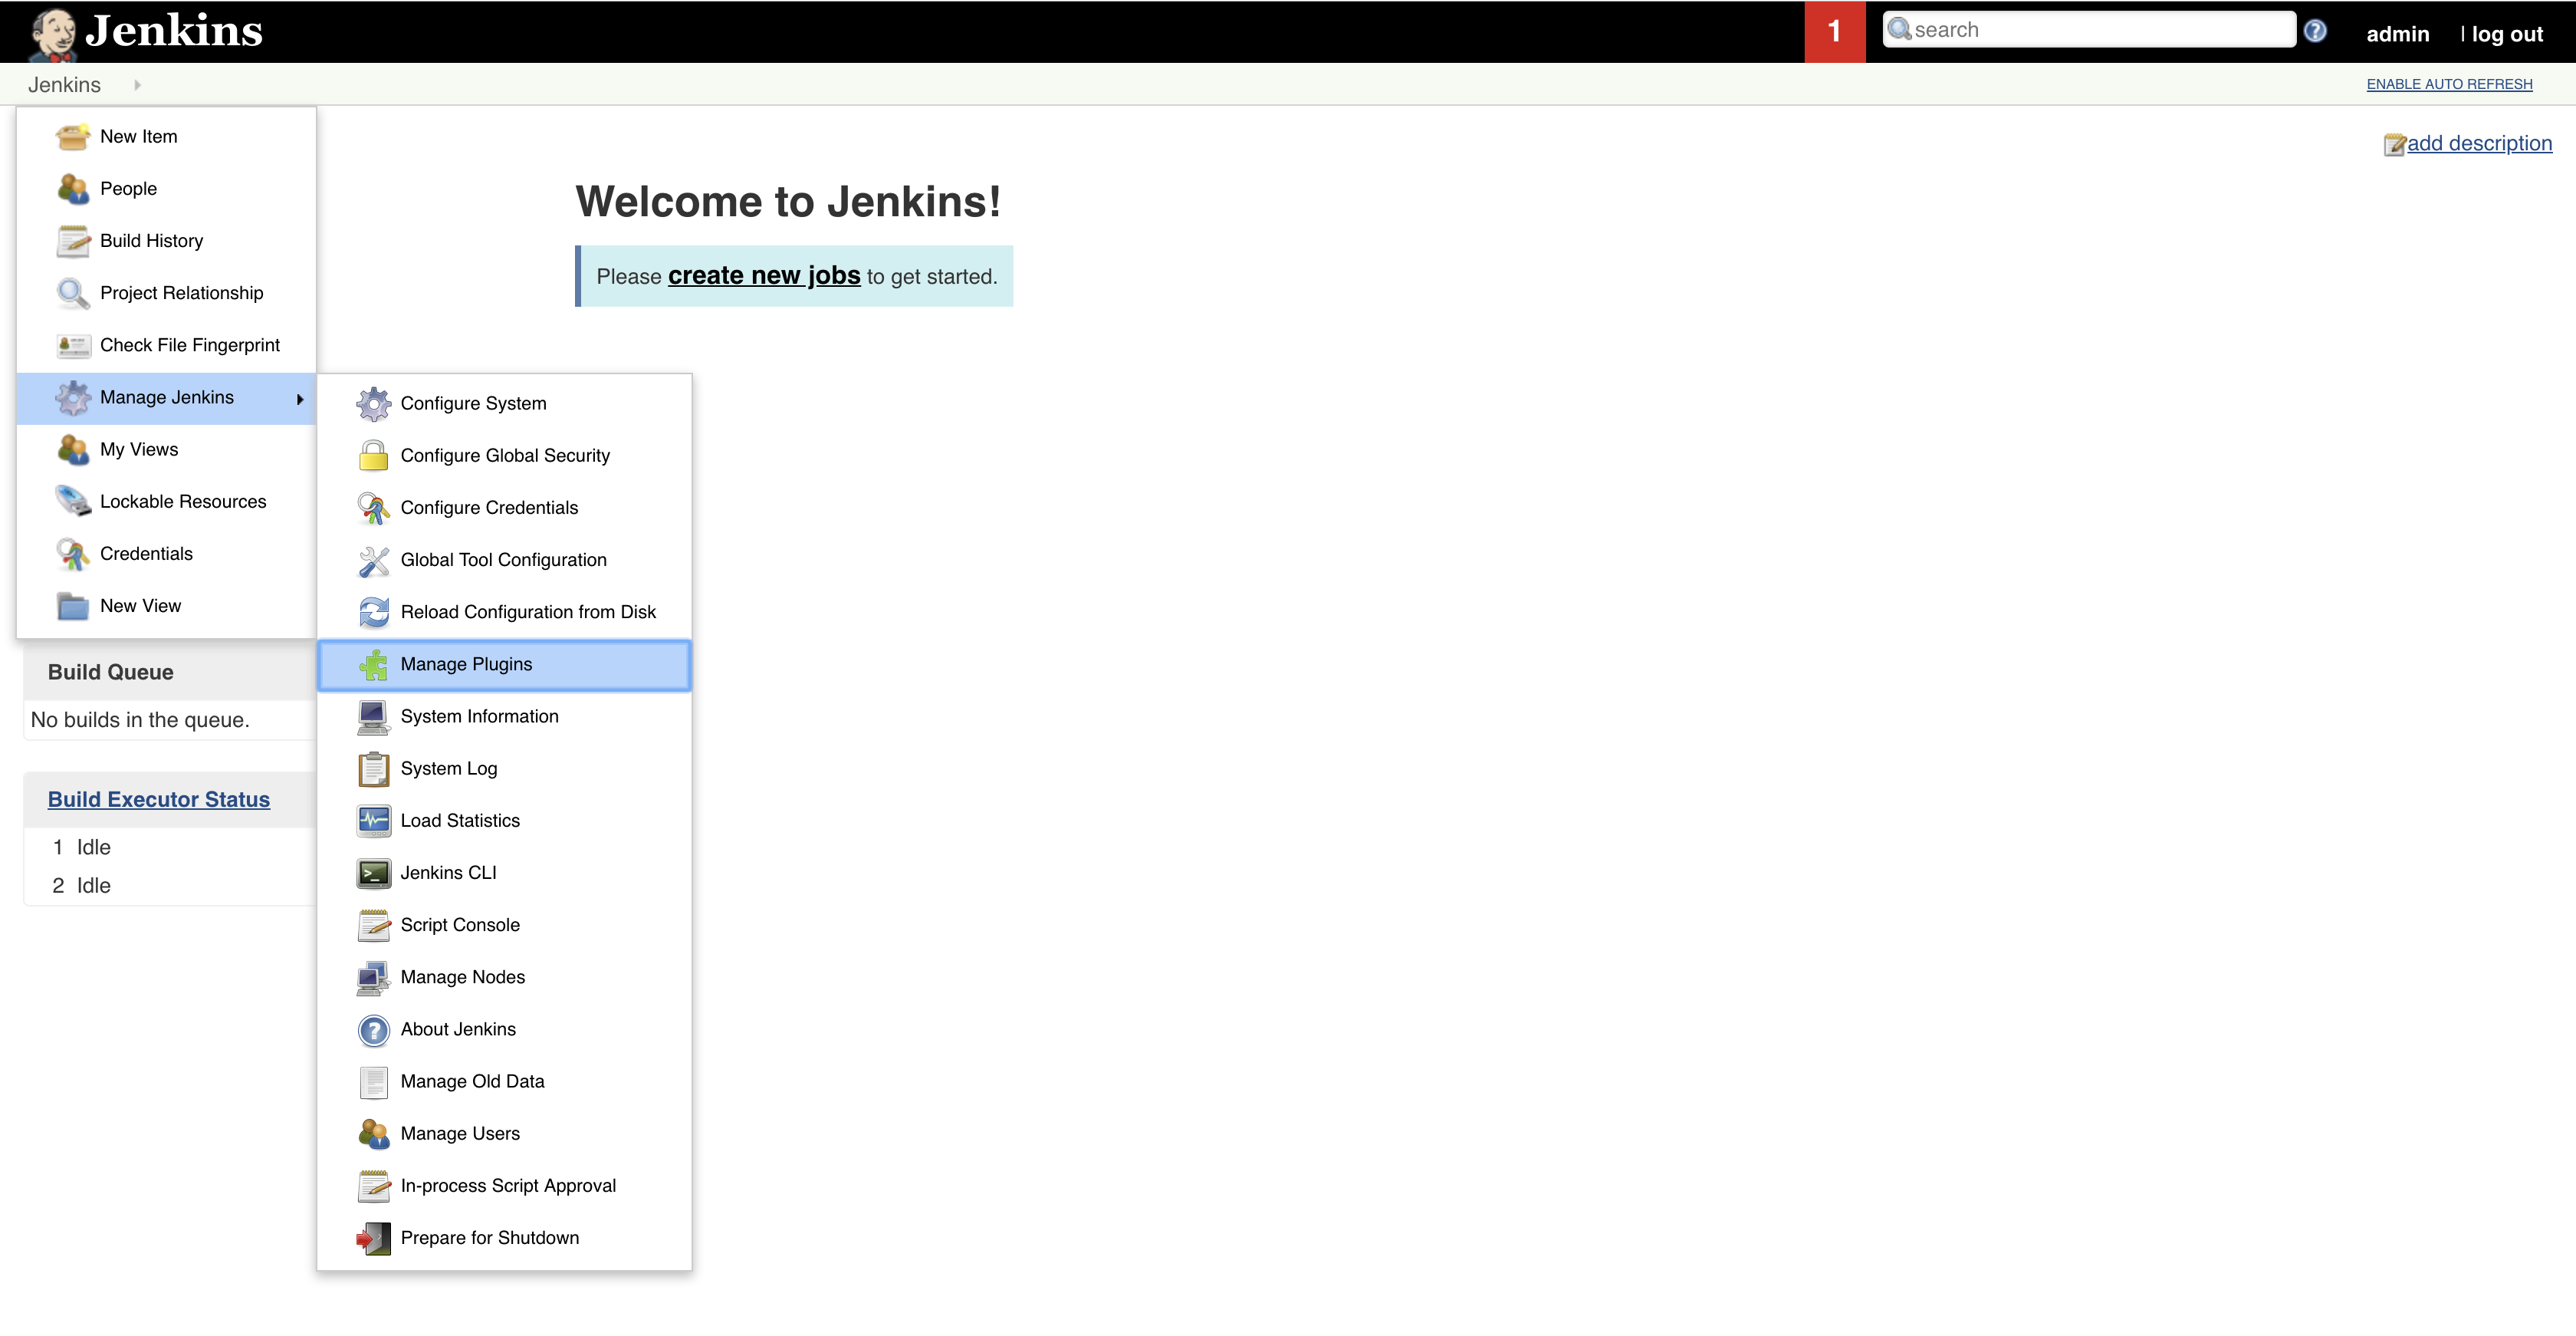 Jenkins
1
search
admin | log out
Jenkins
ENABLE AUTO REFRESH
New Item
People
Build History
Project Relationship
Check File Fingerprint
Manage Jenkins
My Views
Lockable Resources
Credentials
New View
add description
Welcome to Jenkins!
Please create new jobs to get started.
Configure System
Configure Global Security
Configure Credentials
Global Tool Configuration
Reload Configuration from Disk
Manage Plugins
System Information
System Log
Load Statistics
Jenkins CLI
Script Console
Manage Nodes
About Jenkins
Manage Old Data
Manage Users
In-process Script Approval
Prepare for Shutdown
Build Queue
No builds in the queue.
Build Executor Status
1 Idle
2 Idle